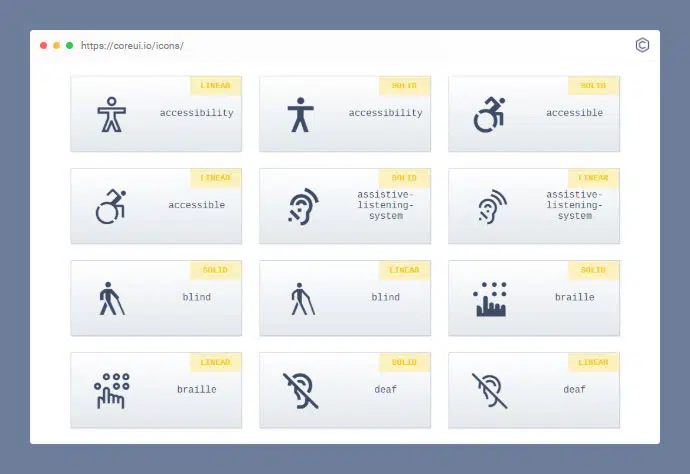 https://coreui.io/icons/
LINEAR
accessibility
SOLID
accessibility
SOLID
accessible
LINEAR
accessible
SOLID
assistive-
listening-
system
LINEAR
assistive-
listening-
system
SOLID
blind
LINEAR
blind
SOLID
braille
LINEAR
braille
SOLID
deaf
LINEAR
deaf